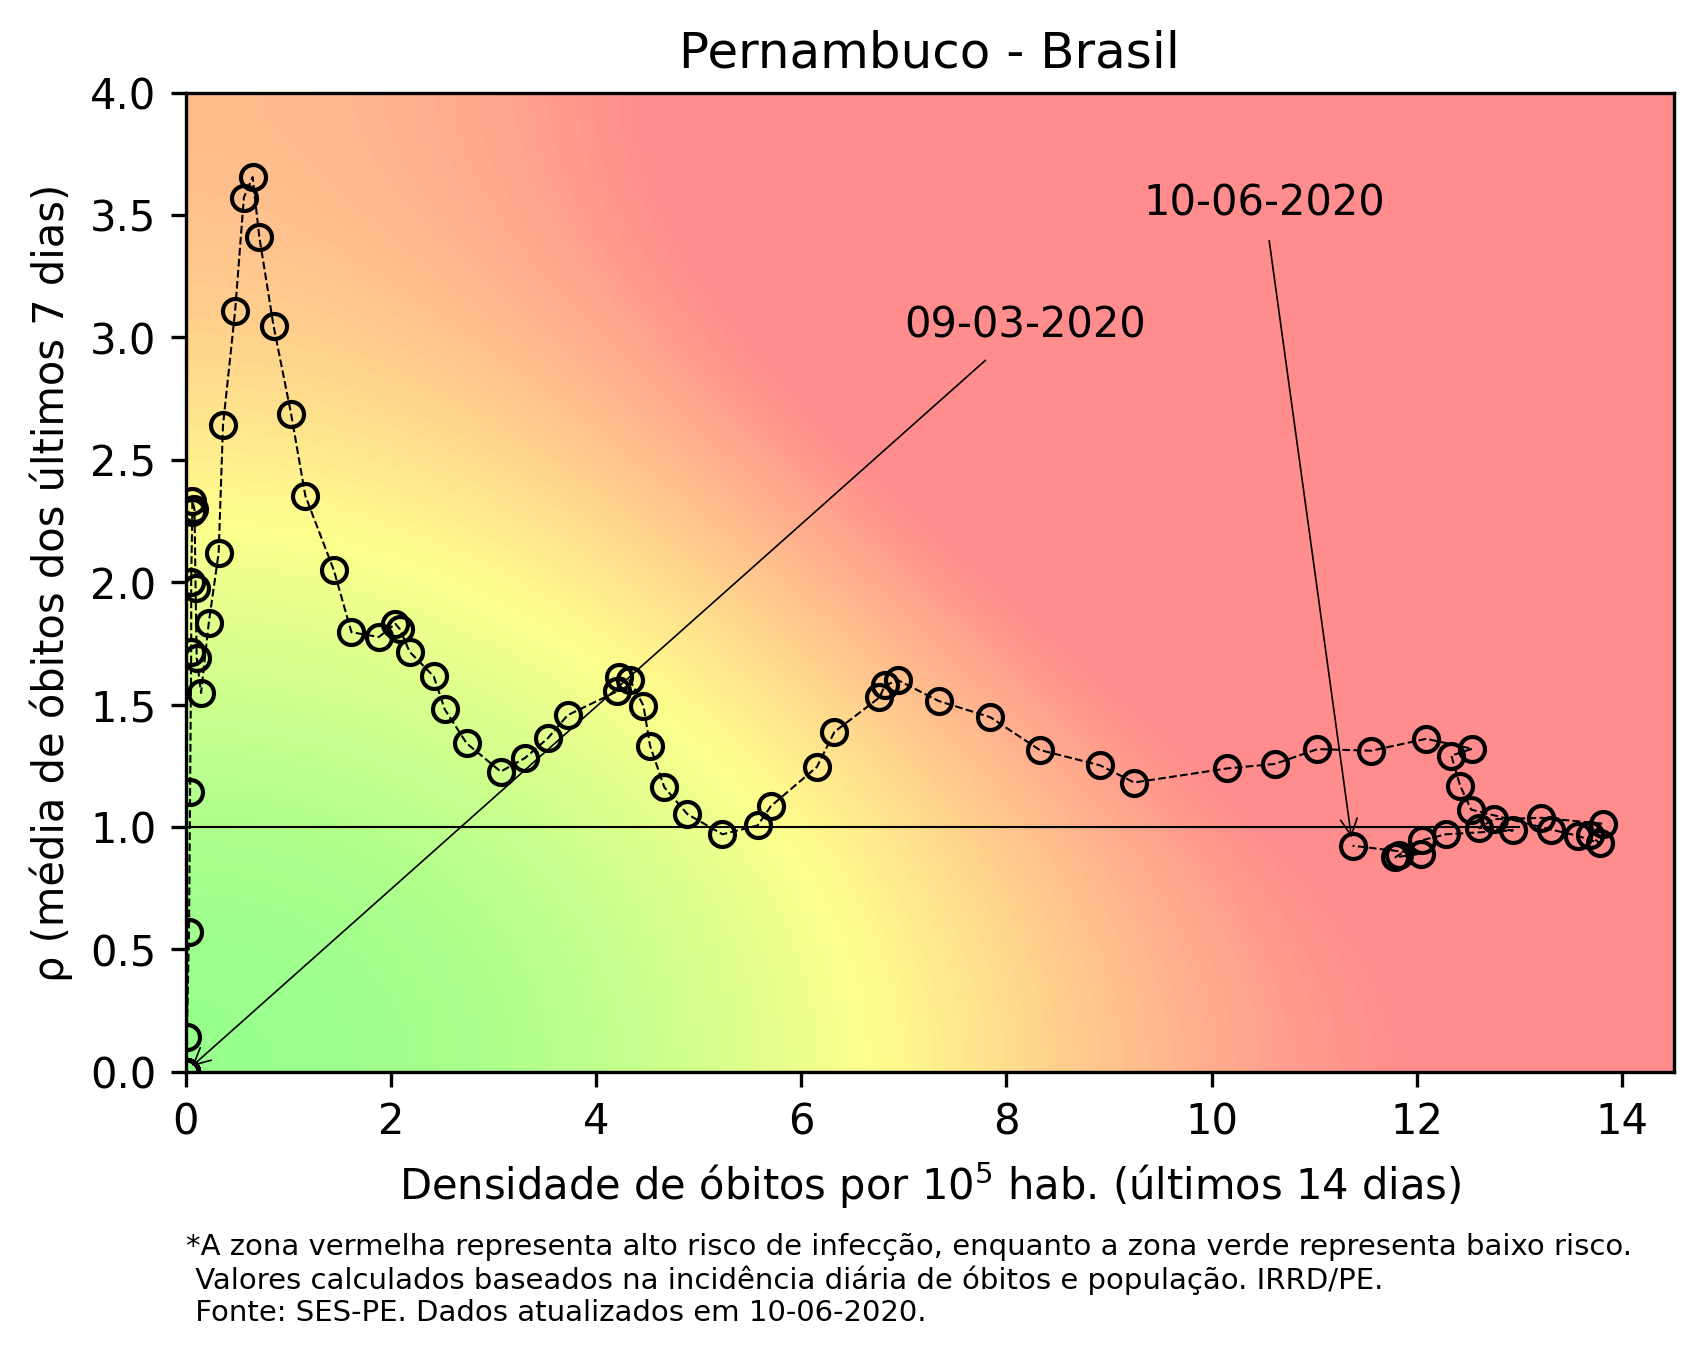 Pernambuco - Brasil
4.0
3.5
3.0
2.5
2.0
1.5
1.0
0.5
0.0
ρ (média de óbitos dos últimos 7 dias)
10-06-2020
09-03-2020
0 2 4 6 8 10 12 14
Densidade de óbitos por 10⁵ hab. (últimos 14 dias)
*A zona vermelha representa alto risco de infecção, enquanto a zona verde representa baixo risco.
Valores calculados baseados na incidência diária de óbitos e população. IRRD/PE.
Fonte: SES-PE. Dados atualizados em 10-06-2020.